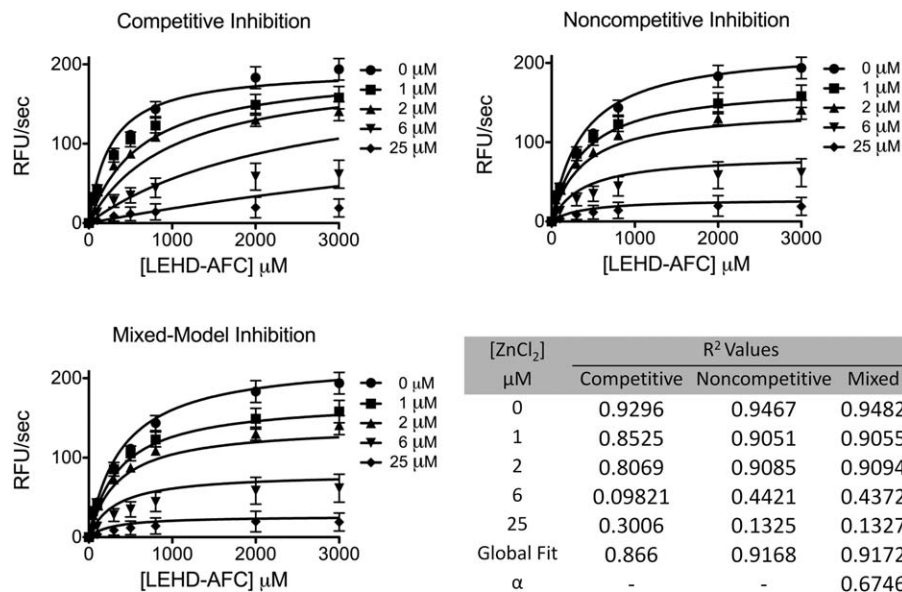 Competitive Inhibition
RFU/sec
200
100
0
0
1000
2000
3000
[LEHD-AFC] μM
0 μM
1 μM
2 μM
6 μM
25 μM
Noncompetitive Inhibition
RFU/sec
200
100
0
0
1000
2000
3000
[LEHD-AFC] μM
0 μM
1 μM
2 μM
6 μM
25 μM
Mixed-Model Inhibition
RFU/sec
200
100
0
0
1000
2000
3000
[LEHD-AFC] μM
0 μM
1 μM
2 μM
6 μM
25 μM
[ZnCl₂] R² Values
μM Competitive Noncompetitive Mixed
0 0.9296 0.9467 0.9482
1 0.8525 0.9051 0.9055
2 0.8069 0.9085 0.9094
6 0.09821 0.4421 0.4372
25 0.3006 0.1325 0.1327
Global Fit 0.866 0.9168 0.9172
α - - 0.6746